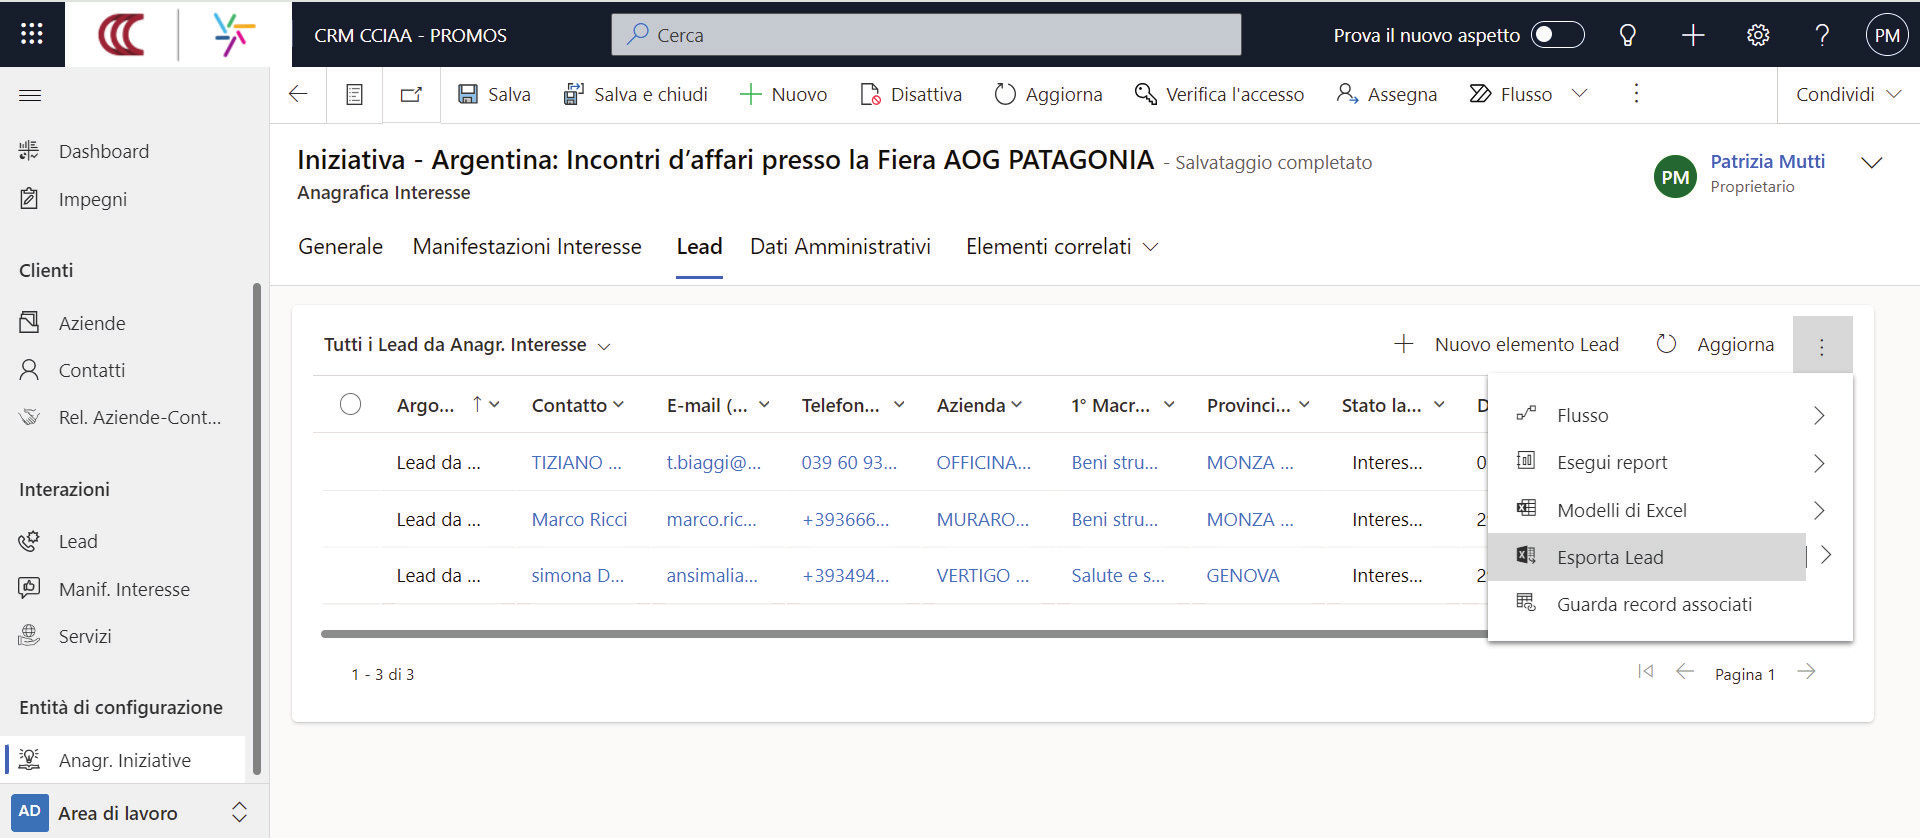 CRM CCIAA - PROMOS
Cerca
Prova il nuovo aspetto
PM
Salva
Salva e chiudi
Nuovo
Disattiva
Aggiorna
Verifica l'accesso
Assegna
Flusso
Condividi
Dashboard
Impegni
Clienti
Aziende
Contatti
Rel. Aziende-Cont...
Interazioni
Lead
Manif. Interesse
Servizi
Entità di configurazione
Anagr. Iniziative
AD Area di lavoro
Iniziativa - Argentina: Incontri d’affari presso la Fiera AOG PATAGONIA - Salvataggio completato
Anagrafica Interesse
PM
Patrizia Mutti
Proprietario
Generale Manifestazioni Interesse Lead Dati Amministrativi Elementi correlati
Tutti i Lead da Anagr. Interesse
Nuovo elemento Lead
Aggiorna
Argo... Contatto E-mail (... Telefon... Azienda 1° Macr... Provinci... Stato la... D
Lead da ... TIZIANO ... t.biaggi@... 039 60 93... OFFICINA... Beni stru... MONZA ... Interes... 0
Lead da ... Marco Ricci marco.ric... +393666... MURARO... Beni stru... MONZA ... Interes... 2
Lead da ... simona D... ansimalia... +393494... VERTIGO ... Salute e s... GENOVA Interes... 2
Flusso
Esegui report
Modelli di Excel
Esporta Lead
Guarda record associati
1 - 3 di 3
Pagina 1